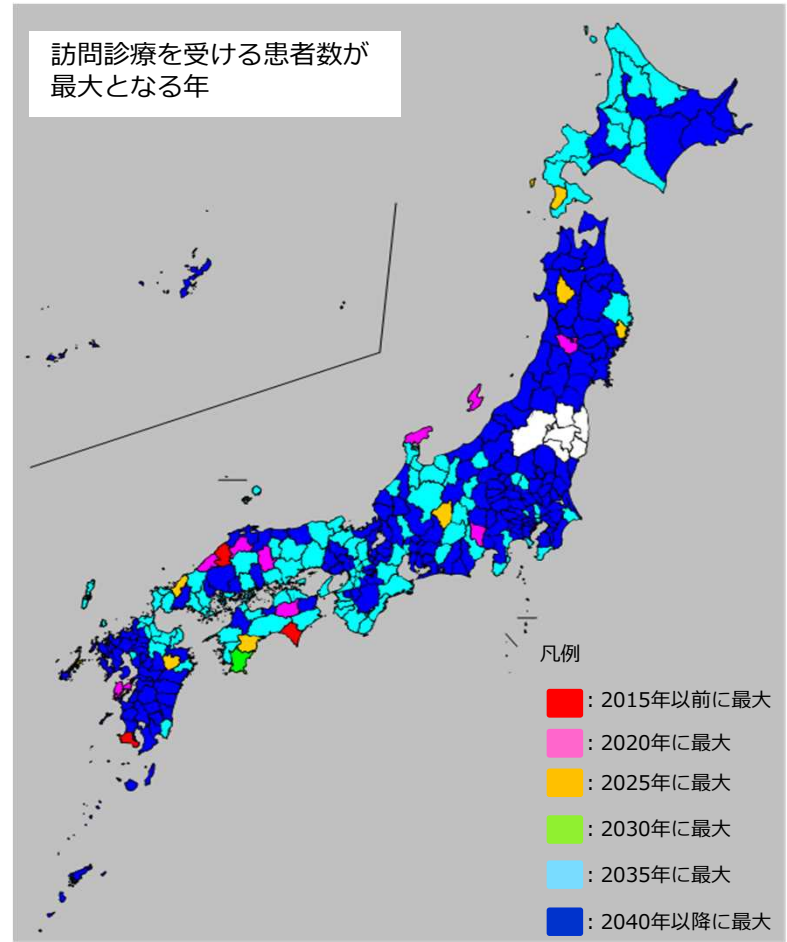 訪問診療を受ける患者数が
最大となる年
凡例
：2015年以前に最大
：2020年に最大
：2025年に最大
：2030年に最大
：2035年に最大
：2040年以降に最大